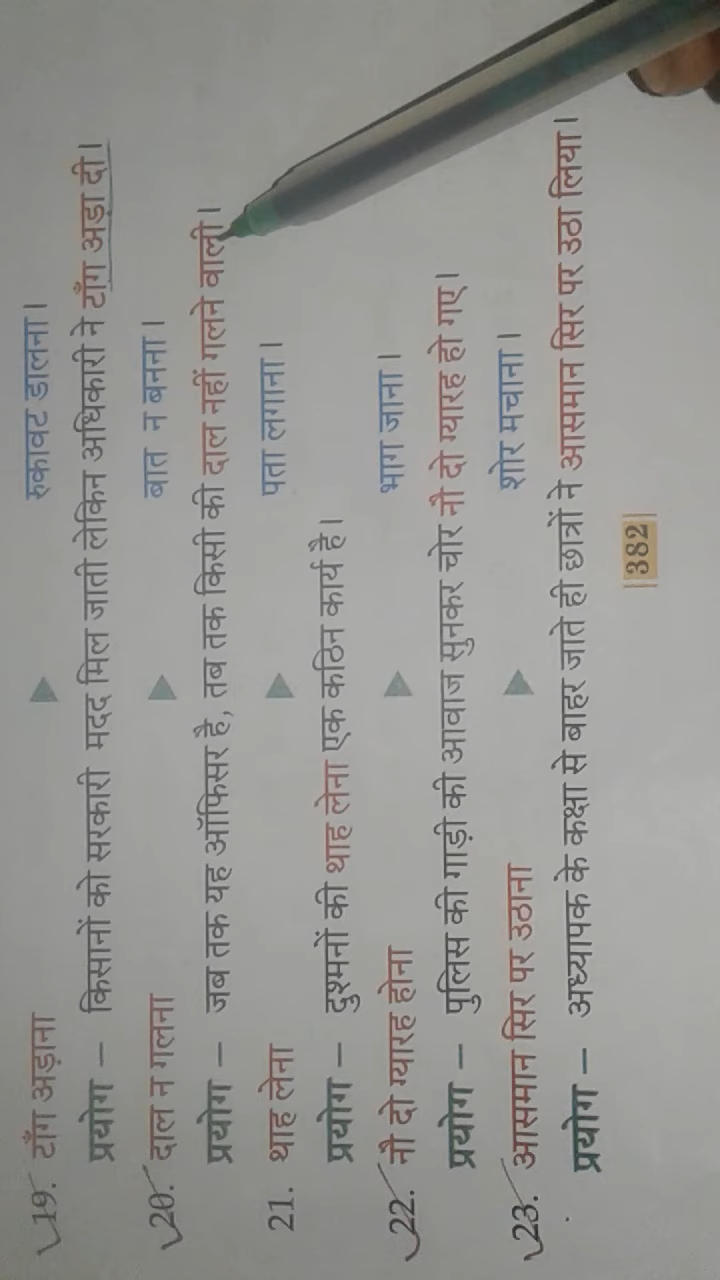 19. टाँग अड़ाना ▶ रुकावट डालना।
प्रयोग – किसानों को सरकारी मदद मिल जाती लेकिन अधिकारी ने टाँग अड़ा दी।
20. दाल न गलना ▶ बात न बनना।
प्रयोग – जब तक यह ऑफिसर है, तब तक किसी की दाल नहीं गलने वाली।
21. थाह लेना ▶ पता लगाना।
प्रयोग – दुश्मनों की थाह लेना एक कठिन कार्य है।
22. नौ दो ग्यारह होना ▶ भाग जाना।
प्रयोग – पुलिस की गाड़ी की आवाज सुनकर चोर नौ दो ग्यारह हो गए।
23. आसमान सिर पर उठाना ▶ शोर मचाना।
प्रयोग – अध्यापक के कक्षा से बाहर जाते ही छात्रों ने आसमान सिर पर उठा लिया।
382